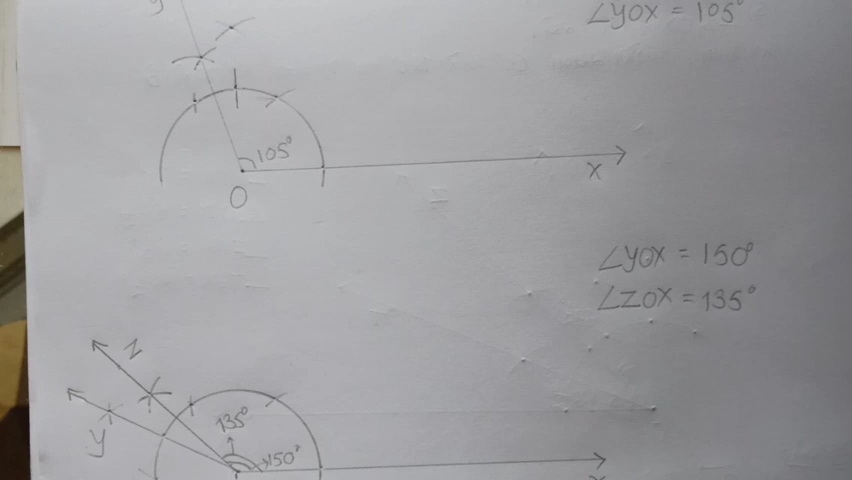 y
∠YOX = 105°
105°
O
X
∠YOX = 150°
∠ZOX = 135°
Z
y
135°
150°